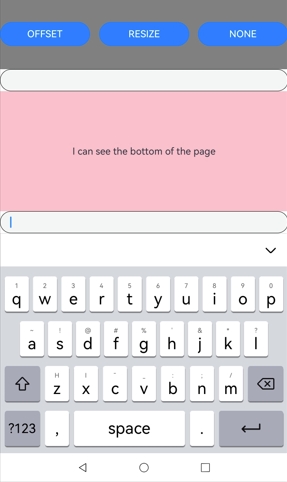 OFFSET RESIZE NONE
I can see the bottom of the page
1 2 3 4 5 6 7 8 9 0
q w e r t y u i o p
~ ! @ # % ' & * ?
a s d f g h j k l
z x c v b n m
?123 , space .